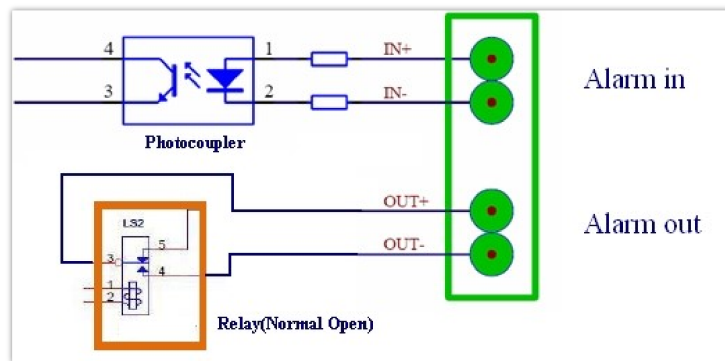 4
1
IN+
3
2
IN-
Alarm in
Photocoupler
OUT+
LS2
5
OUT-
3
4
1
2
Alarm out
Relay(Normal Open)